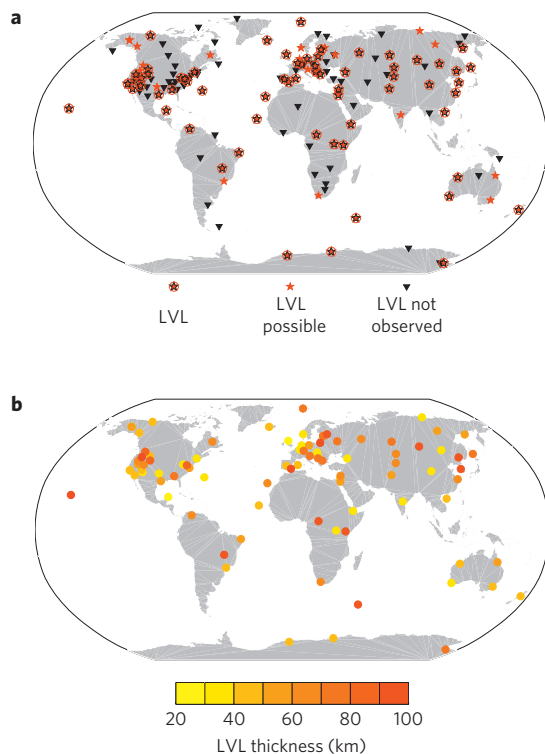 a
LVL
LVL possible
LVL not observed
b
20 40 60 80 100
LVL thickness (km)